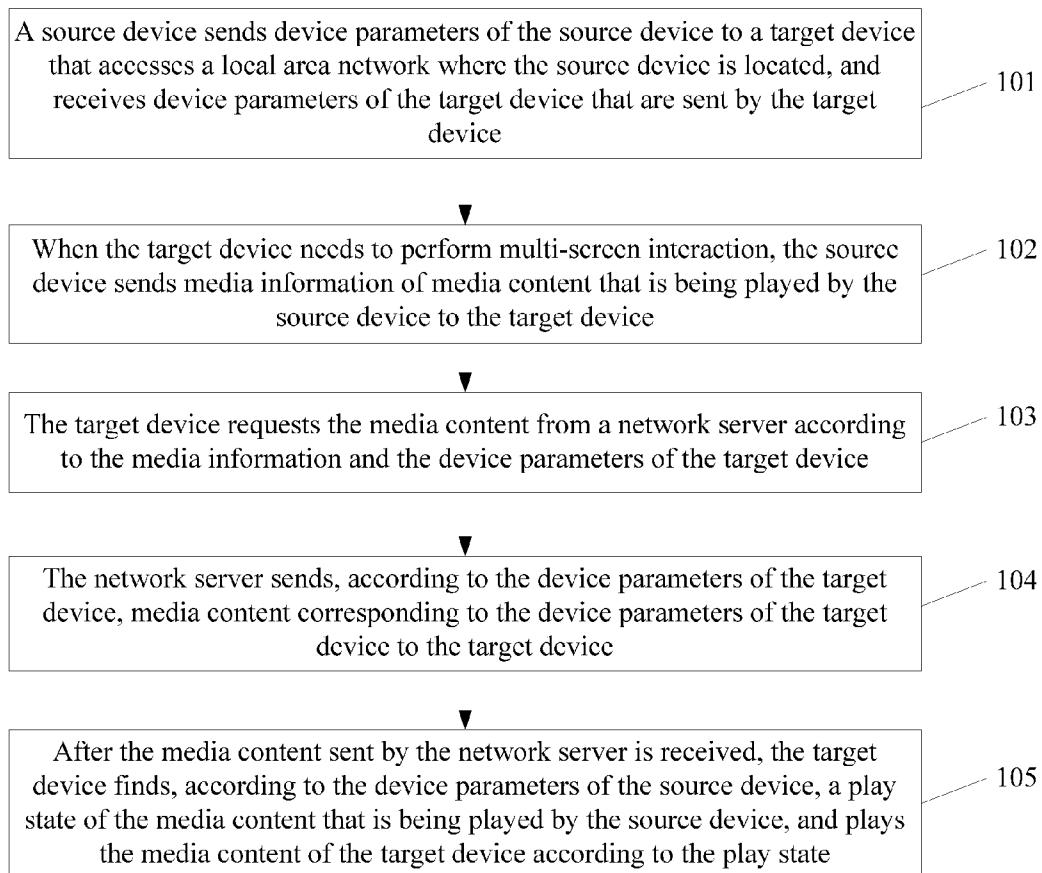 A source device sends device parameters of the source device to a target device
that accesses a local area network where the source device is located, and
receives device parameters of the target device that are sent by the target
device
101
When the target device needs to perform multi-screen interaction, the source
device sends media information of media content that is being played by the
source device to the target device
102
The target device requests the media content from a network server according
to the media information and the device parameters of the target device
103
The network server sends, according to the device parameters of the target
device, media content corresponding to the device parameters of the target
device to the target device
104
After the media content sent by the network server is received, the target
device finds, according to the device parameters of the source device, a play
state of the media content that is being played by the source device, and plays
the media content of the target device according to the play state
105